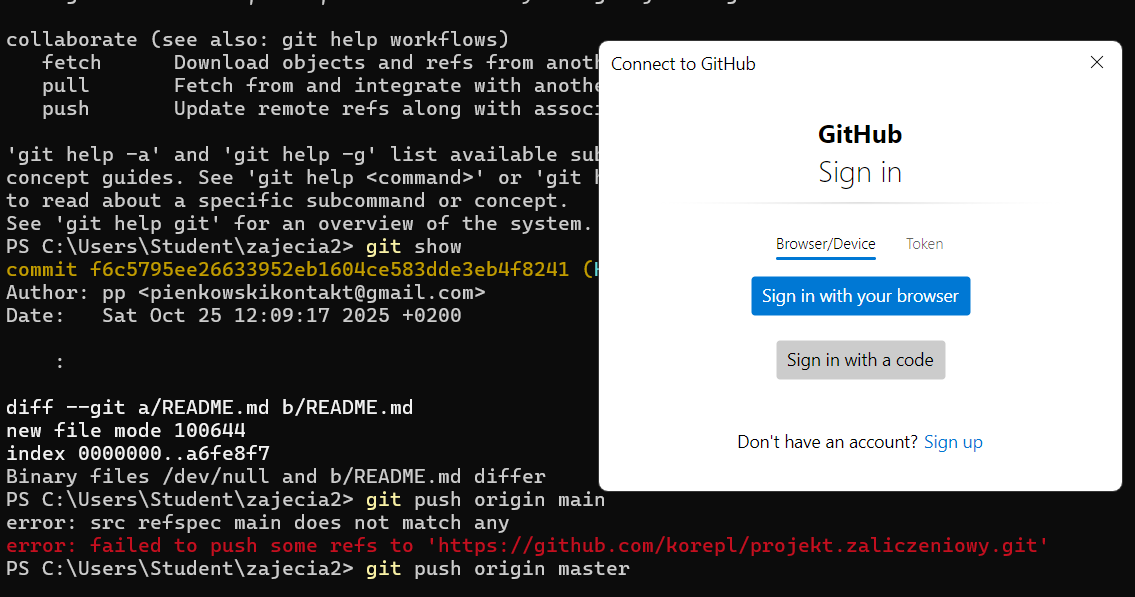 collaborate (see also: git help workflows)
   fetch      Download objects and refs from anoth
   pull       Fetch from and integrate with anothe
   push       Update remote refs along with associ
'git help -a' and 'git help -g' list available sub
concept guides. See 'git help <command>' or 'git h
to read about a specific subcommand or concept.
See 'git help git' for an overview of the system.
PS C:\Users\Student\zajecia2> git show
commit f6c5795ee26633952eb1604ce583dde3eb4f8241 (
Author: pp <pienkowskikontakt@gmail.com>
Date:   Sat Oct 25 12:09:17 2025 +0200
    :
diff --git a/README.md b/README.md
new file mode 100644
index 0000000..a6fe8f7
Binary files /dev/null and b/README.md differ
PS C:\Users\Student\zajecia2> git push origin main
error: src refspec main does not match any
error: failed to push some refs to 'https://github.com/korepl/projekt.zaliczeniowy.git'
PS C:\Users\Student\zajecia2> git push origin master
Connect to GitHub
GitHub
Sign in
Browser/Device Token
Sign in with your browser
Sign in with a code
Don't have an account? Sign up